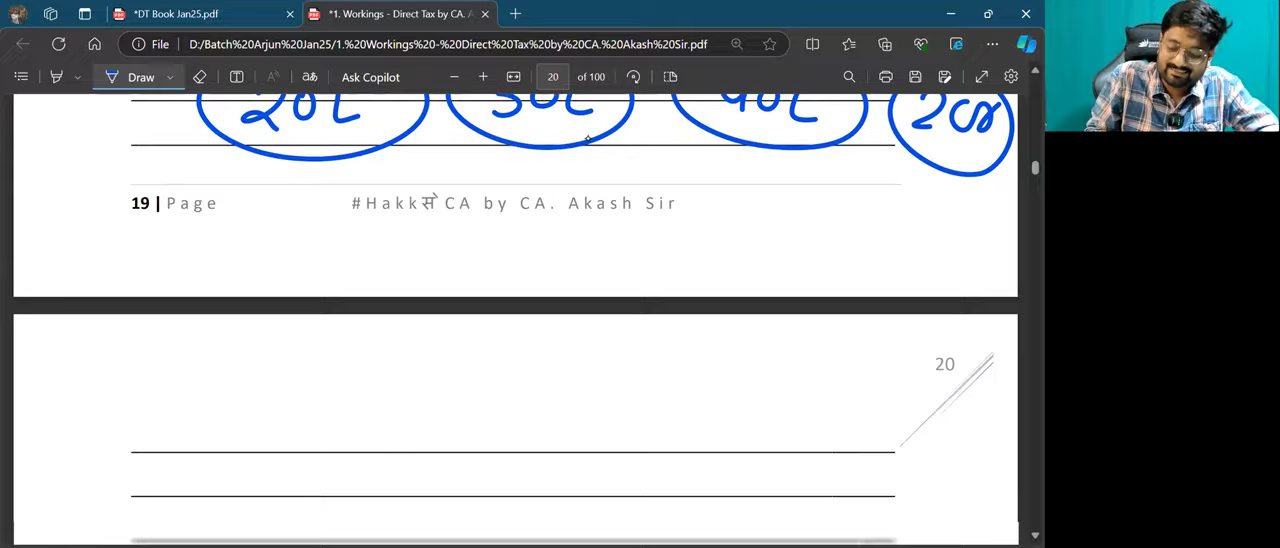 *DT Book Jan25.pdf
*1. Workings - Direct Tax by CA. A
File
D:/Batch%20Arjun%20Jan25/1.%20Workings%20-%20Direct%20Tax%20by%20CA.%20Akash%20Sir.pdf
Draw
aあ
Ask Copilot
20
of 100
20L
30L
40L
2cr
19 | Page
#Hakkसे CA by CA. Akash Sir
20